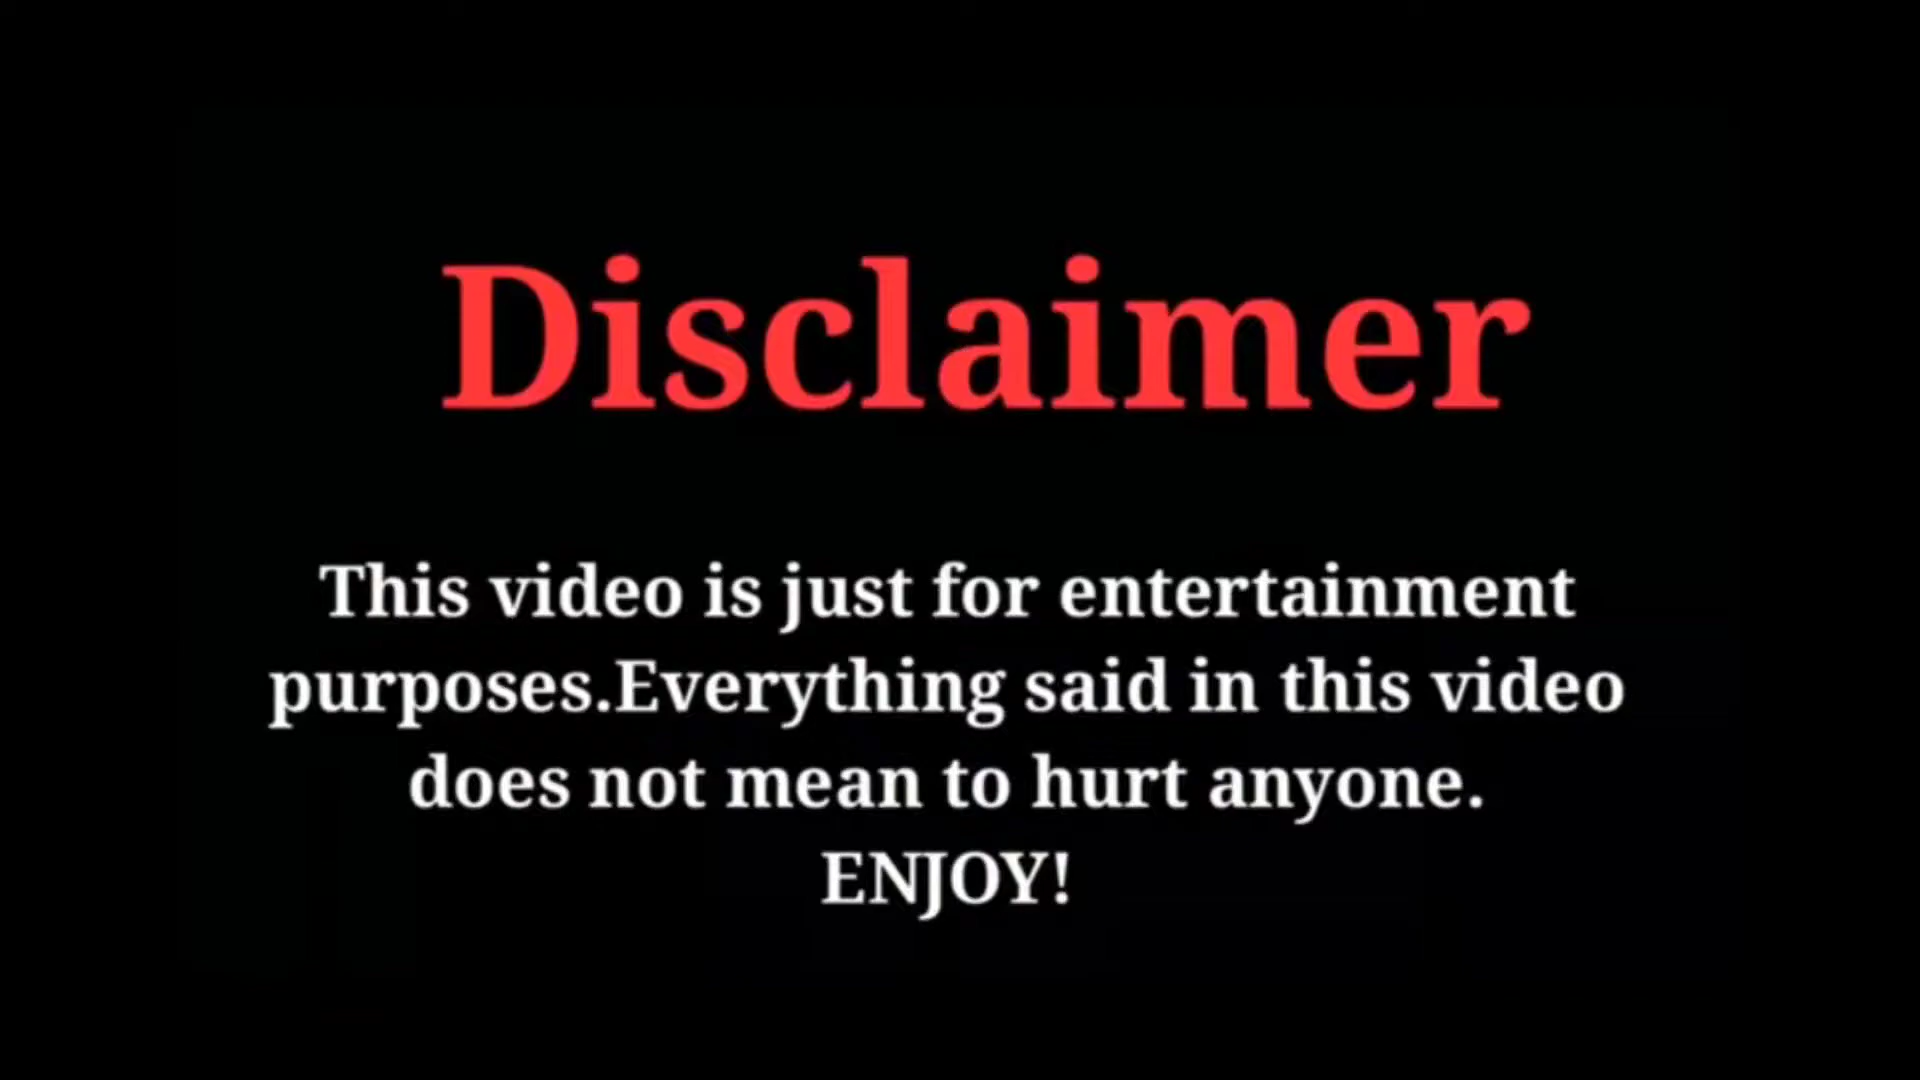 Disclaimer
This video is just for entertainment
purposes.Everything said in this video
does not mean to hurt anyone.
ENJOY!